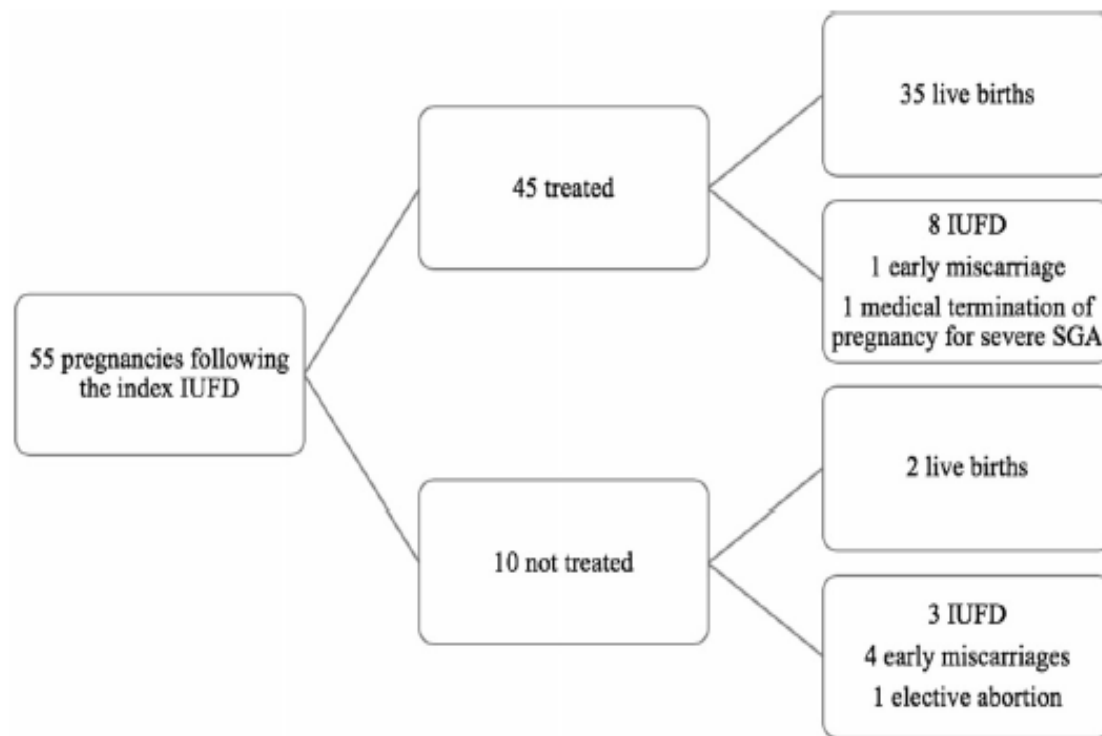 55 pregnancies following
the index IUFD
45 treated
35 live births
8 IUFD
1 early miscarriage
1 medical termination of
pregnancy for severe SGA
10 not treated
2 live births
3 IUFD
4 early miscarriages
1 elective abortion